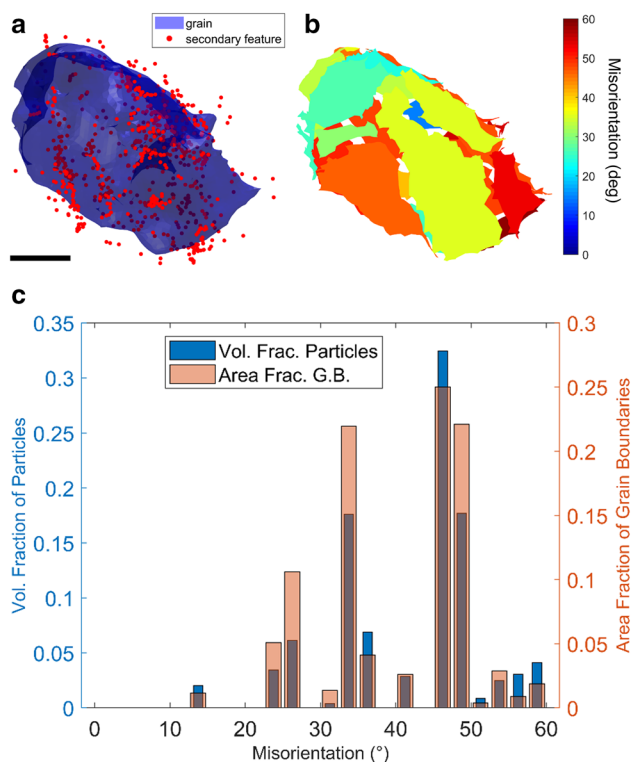 a
grain
secondary feature
b
60
50
40
30
20
10
0
Misorientation (deg)
c
0.35
0.3
0.25
0.2
0.15
0.1
0.05
0
Vol. Fraction of Particles
Vol. Frac. Particles
Area Frac. G.B.
0.3
0.25
0.2
0.15
0.1
0.05
0
Area Fraction of Grain Boundaries
0 10 20 30 40 50 60
Misorientation (°)